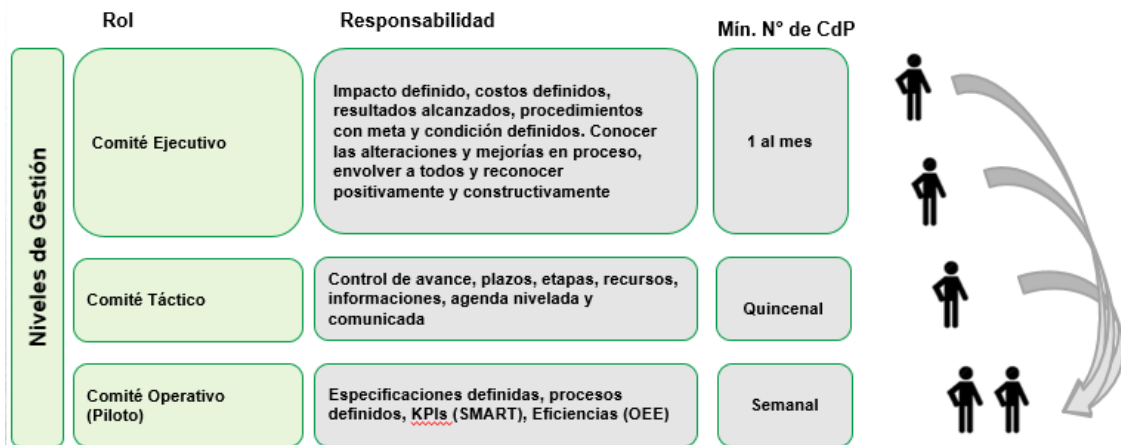 Rol
Responsabilidad
Mín. N° de CdP
Niveles de Gestión
Comité Ejecutivo
Impacto definido, costos definidos,
resultados alcanzados, procedimientos
con meta y condición definidos. Conocer
las alteraciones y mejorías en proceso,
envolver a todos y reconocer
positivamente y constructivamente
1 al mes
Comité Táctico
Control de avance, plazos, etapas, recursos,
informaciones, agenda nivelada y
comunicada
Quincenal
Comité Operativo
(Piloto)
Especificaciones definidas, procesos
definidos, KPIs (SMART), Eficiencias (OEE)
Semanal